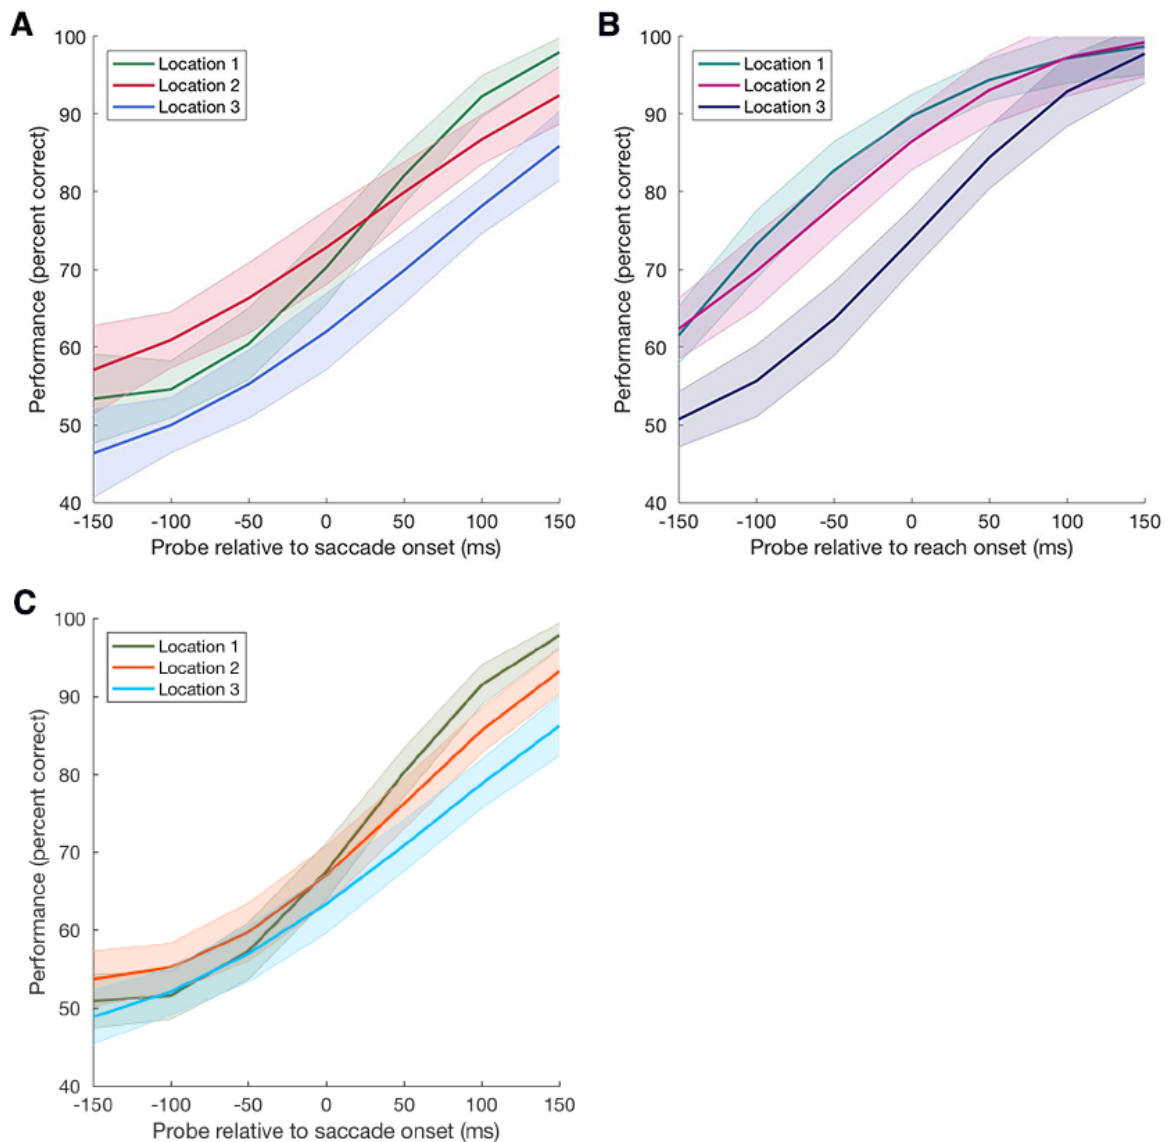 A
Performance (percent correct)
100
90
80
70
60
50
40
Location 1
Location 2
Location 3
-150 -100 -50 0 50 100 150
Probe relative to saccade onset (ms)
B
Performance (percent correct)
100
90
80
70
60
50
40
Location 1
Location 2
Location 3
-150 -100 -50 0 50 100 150
Probe relative to reach onset (ms)
C
Performance (percent correct)
100
90
80
70
60
50
40
Location 1
Location 2
Location 3
-150 -100 -50 0 50 100 150
Probe relative to saccade onset (ms)